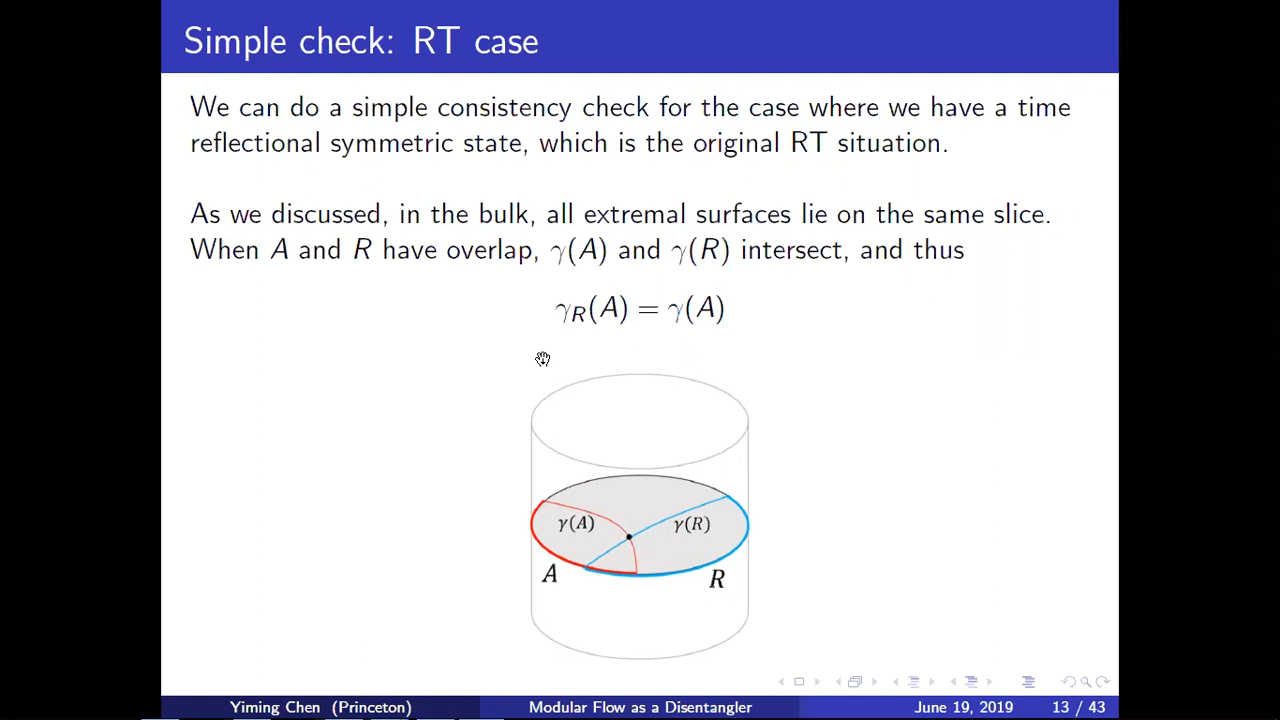 Simple check: RT case
We can do a simple consistency check for the case where we have a time
reflectional symmetric state, which is the original RT situation.
As we discussed, in the bulk, all extremal surfaces lie on the same slice.
When A and R have overlap, γ(A) and γ(R) intersect, and thus
γ_R(A) = γ(A)
γ(A) γ(R)
A R
Yiming Chen (Princeton) Modular Flow as a Disentangler June 19, 2019 13 / 43